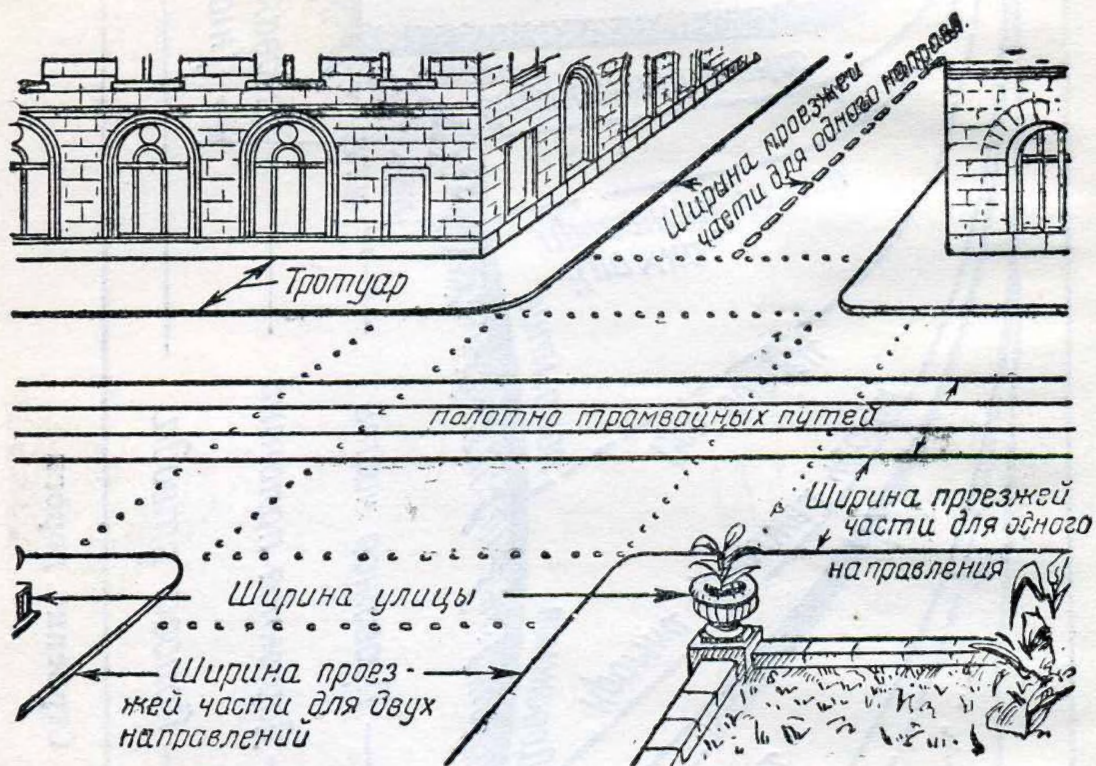 Ширина проезжей
части для одного направл.
Тротуар
полотно трамвайных путей
Ширина проезжей
части для одного
направления
Ширина улицы
Ширина проез-
жей части для двух
направлений